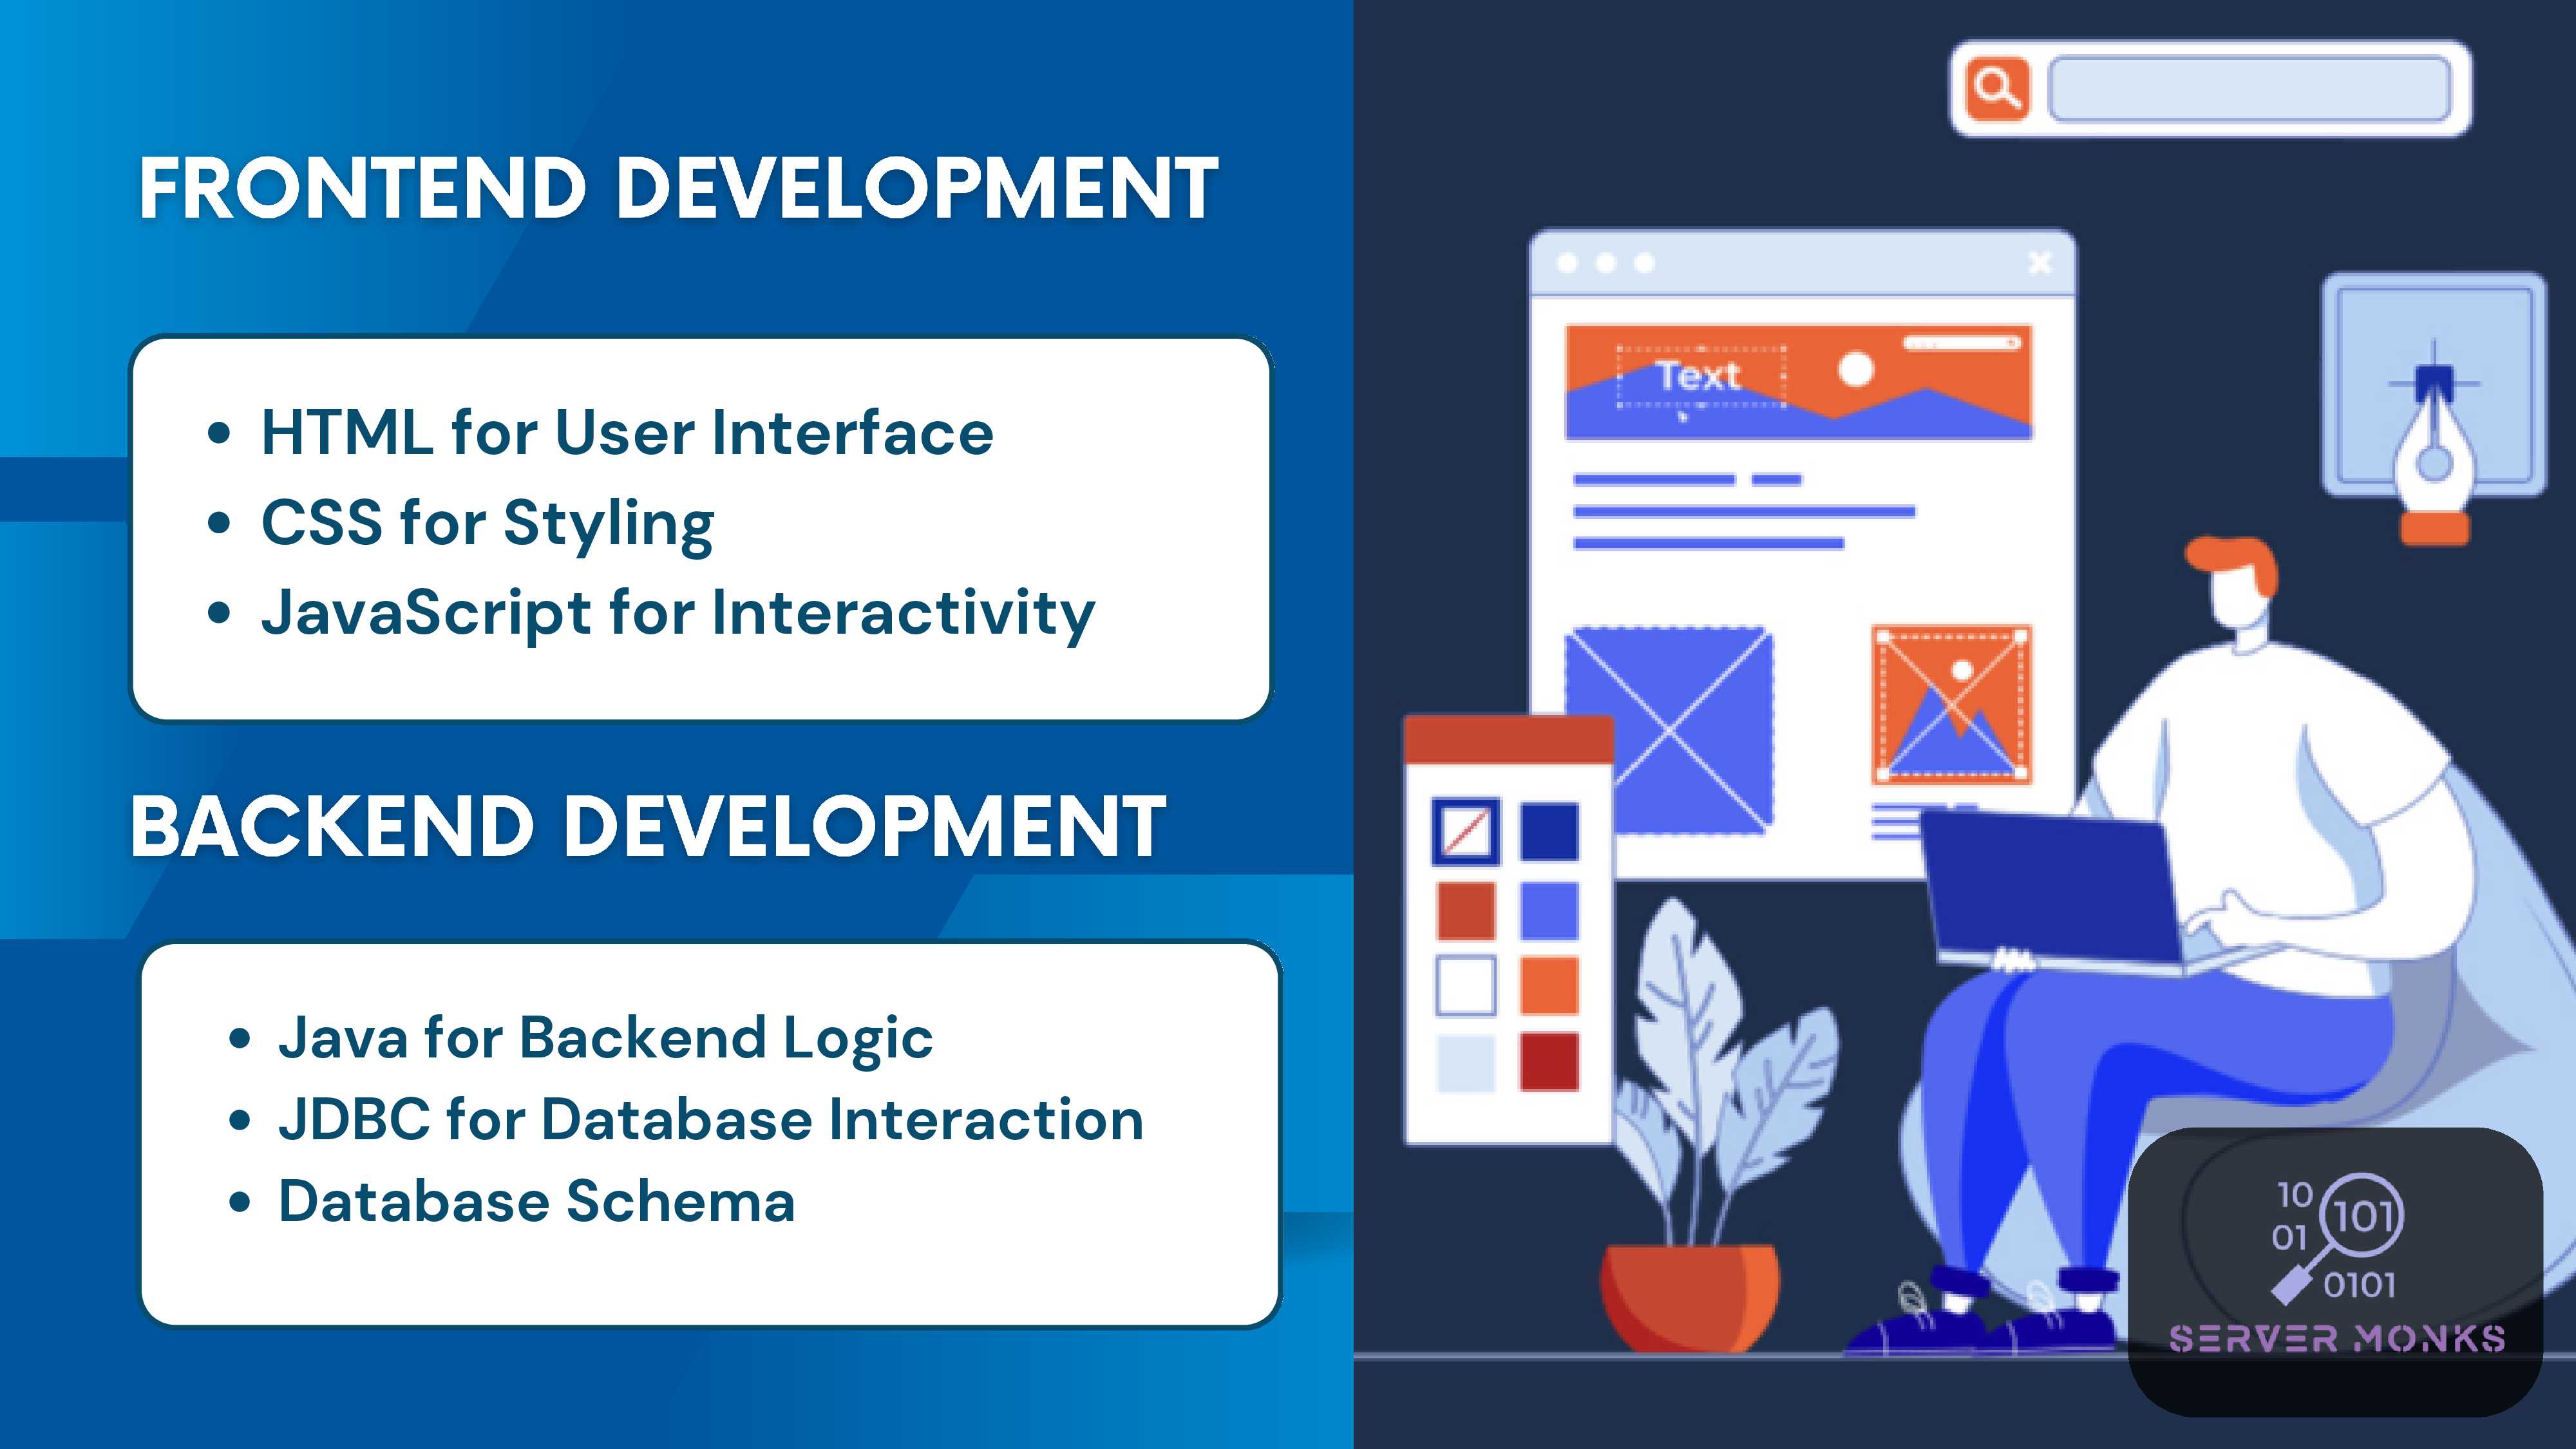 FRONTEND DEVELOPMENT
• HTML for User Interface
• CSS for Styling
• JavaScript for Interactivity
BACKEND DEVELOPMENT
• Java for Backend Logic
• JDBC for Database Interaction
• Database Schema
Text
10
101
01
0101
SERVER MONKS